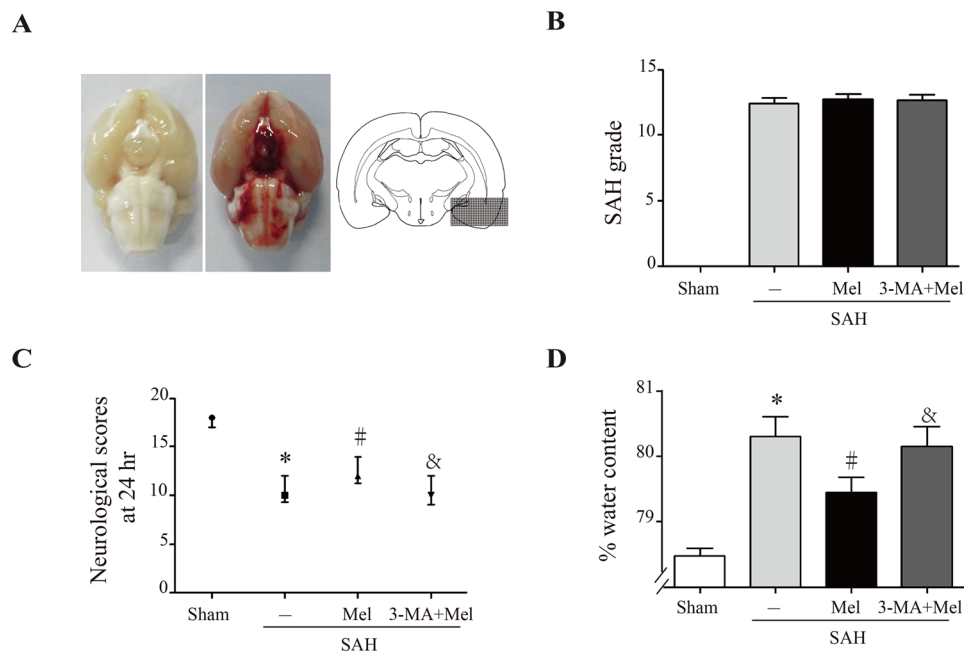 A
B
15
10
5
0
SAH grade
Sham
–
Mel
3-MA+Mel
SAH
C
20
15
10
5
0
Neurological scores
at 24 hr
*
#
&
Sham
–
Mel
3-MA+Mel
SAH
D
81
80
79
% water content
*
#
&
Sham
–
Mel
3-MA+Mel
SAH